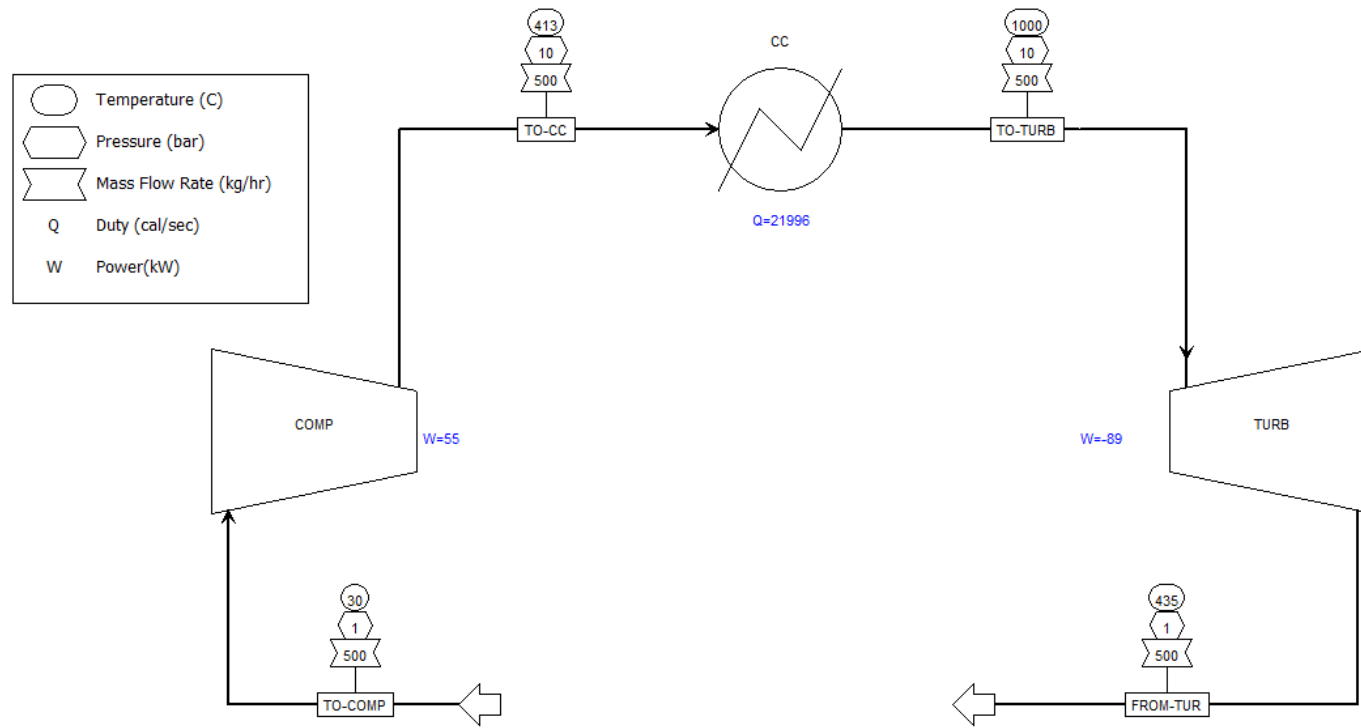 413
10
500
TO-CC
CC
Q=21996
1000
10
500
TO-TURB
Temperature (C)
Pressure (bar)
Mass Flow Rate (kg/hr)
Q Duty (cal/sec)
W Power(kW)
COMP
W=55
W=-89
TURB
30
1
500
TO-COMP
435
1
500
FROM-TUR